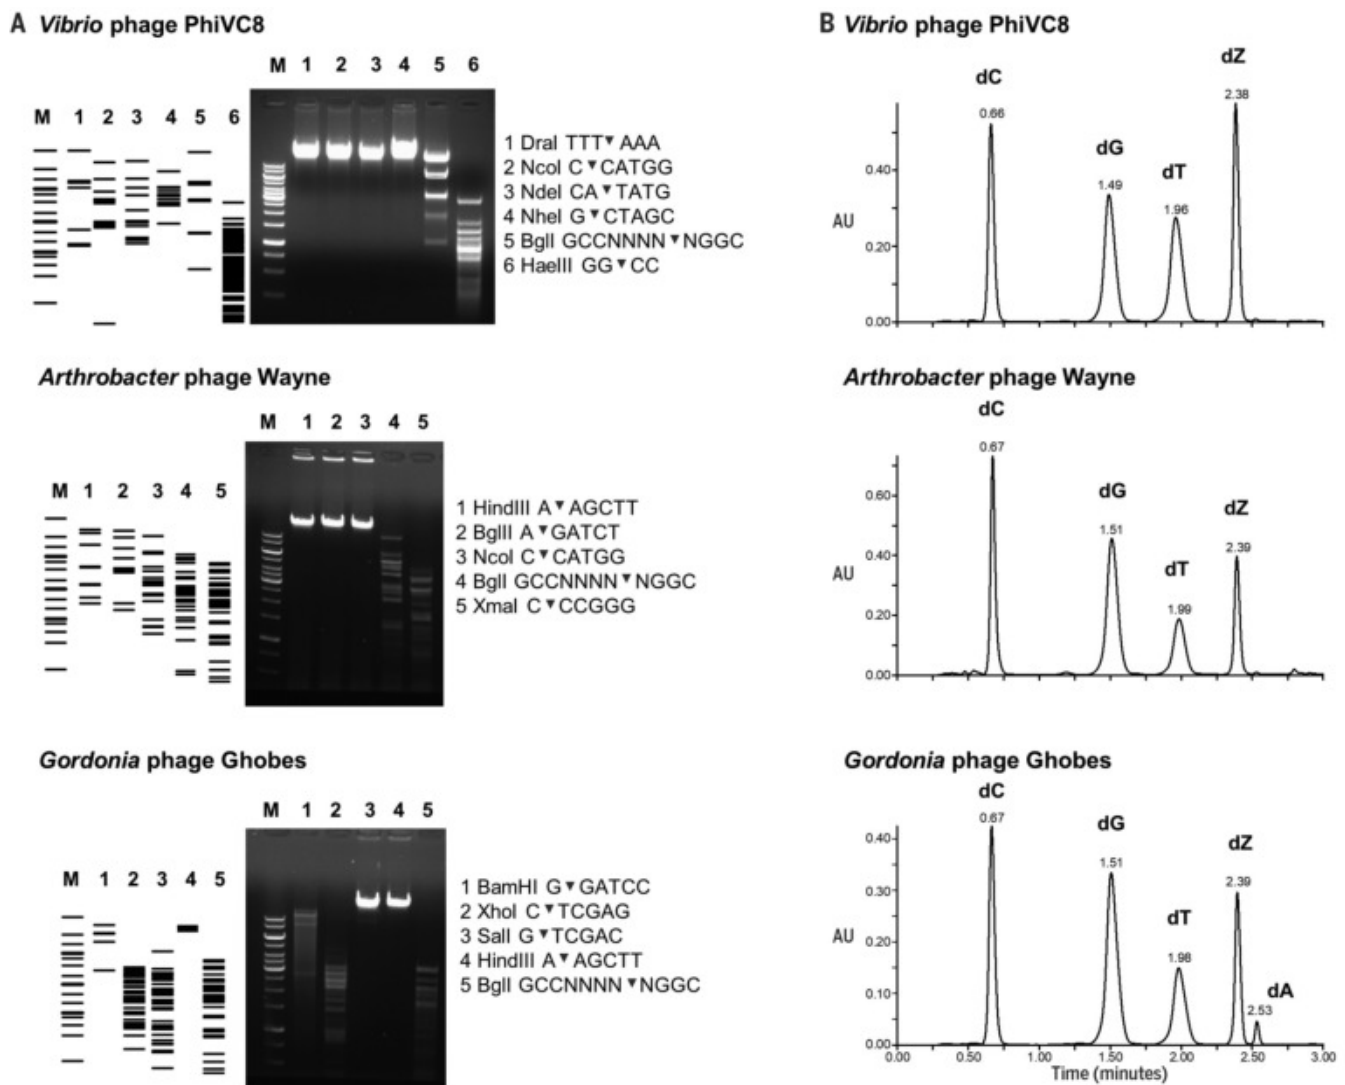 A Vibrio phage PhiVC8
M 1 2 3 4 5 6
M 1 2 3 4 5 6
1 DraI TTT▼AAA
2 NcoI C▼CATGG
3 NdeI CA▼TATG
4 NheI G▼CTAGC
5 BglI GCCNNNN▼NGGC
6 HaeIII GG▼CC
Arthrobacter phage Wayne
M 1 2 3 4 5
M 1 2 3 4 5
1 HindIII A▼AGCTT
2 BglII A▼GATCT
3 NcoI C▼CATGG
4 BglI GCCNNNN▼NGGC
5 XmaI C▼CCGGG
Gordonia phage Ghobes
M 1 2 3 4 5
M 1 2 3 4 5
1 BamHI G▼GATCC
2 XhoI C▼TCGAG
3 SalI G▼TCGAC
4 HindIII A▼AGCTT
5 BglI GCCNNNN▼NGGC
B Vibrio phage PhiVC8
dZ
2.38
dC
0.66
dG
1.49
dT
1.96
0.40
AU
0.20
0.00
Arthrobacter phage Wayne
dC
0.67
dG
1.51
dZ
2.39
dT
1.99
0.60
0.40
AU
0.20
0.00
Gordonia phage Ghobes
dC
0.67
dG
1.51
dZ
2.39
dT
1.98
dA
2.53
0.40
0.30
AU
0.20
0.10
0.00
0.00 0.50 1.00 1.50 2.00 2.50 3.00
Time (minutes)